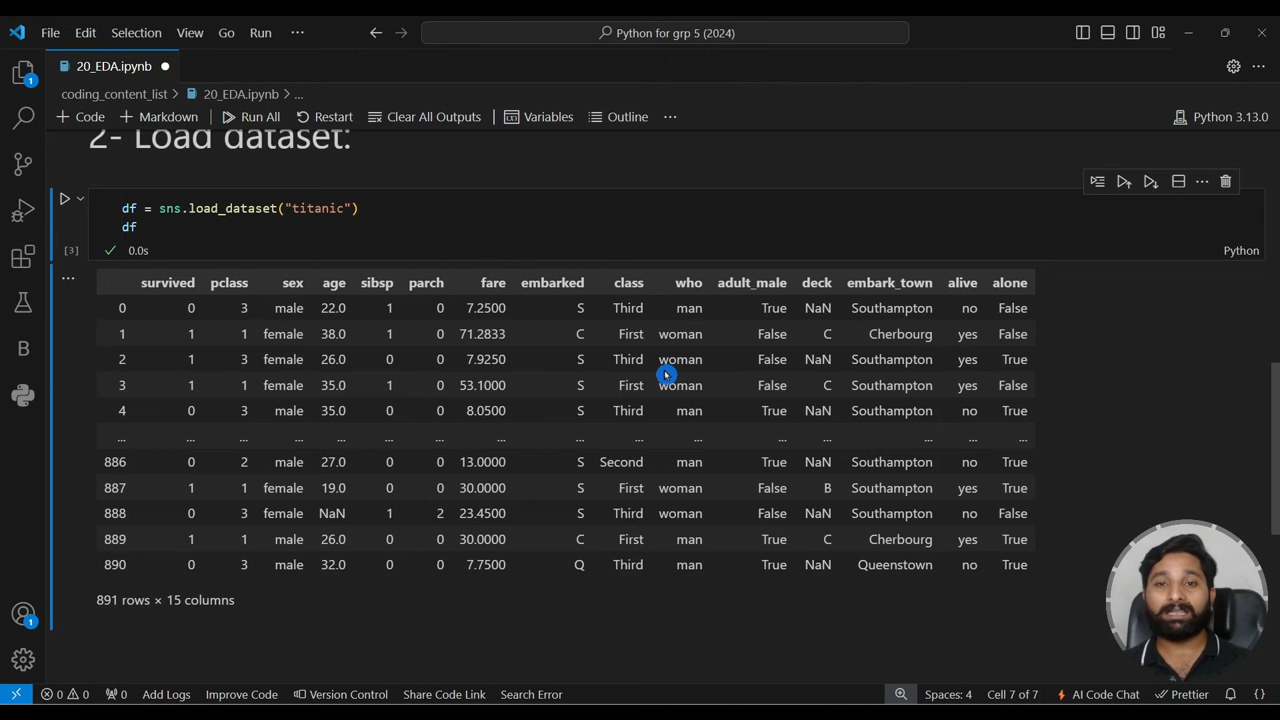 File Edit Selection View Go Run ··· Python for grp 5 (2024)
20_EDA.ipynb
coding_content_list > 20_EDA.ipynb > ...
Code Markdown Run All Restart Clear All Outputs Variables Outline ··· Python 3.13.0
2- Load dataset:
df = sns.load_dataset("titanic")
df
[3] 0.0s Python
survived pclass sex age sibsp parch fare embarked class who adult_male deck embark_town alive alone
0 0 3 male 22.0 1 0 7.2500 S Third man True NaN Southampton no False
1 1 1 female 38.0 1 0 71.2833 C First woman False C Cherbourg yes False
2 1 3 female 26.0 0 0 7.9250 S Third woman False NaN Southampton yes True
3 1 1 female 35.0 1 0 53.1000 S First woman False C Southampton yes False
4 0 3 male 35.0 0 0 8.0500 S Third man True NaN Southampton no True
... ... ... ... ... ... ... ... ... ... ... ... ... ... ... ...
886 0 2 male 27.0 0 0 13.0000 S Second man True NaN Southampton no True
887 1 1 female 19.0 0 0 30.0000 S First woman False B Southampton yes True
888 0 3 female NaN 1 2 23.4500 S Third woman False NaN Southampton no False
889 1 1 male 26.0 0 0 30.0000 C First man True C Cherbourg yes True
890 0 3 male 32.0 0 0 7.7500 Q Third man True NaN Queenstown no True
891 rows × 15 columns
0 0 0 Add Logs Improve Code Version Control Share Code Link Search Error Spaces: 4 Cell 7 of 7 AI Code Chat Prettier